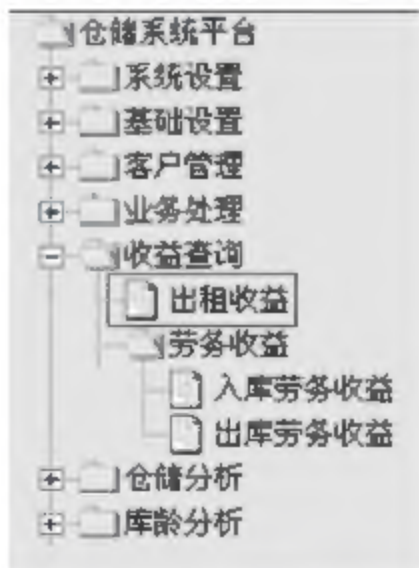 仓储系统平台
系统设置
基础设置
客户管理
业务处理
收益查询
出租收益
劳务收益
入库劳务收益
出库劳务收益
仓储分析
库龄分析